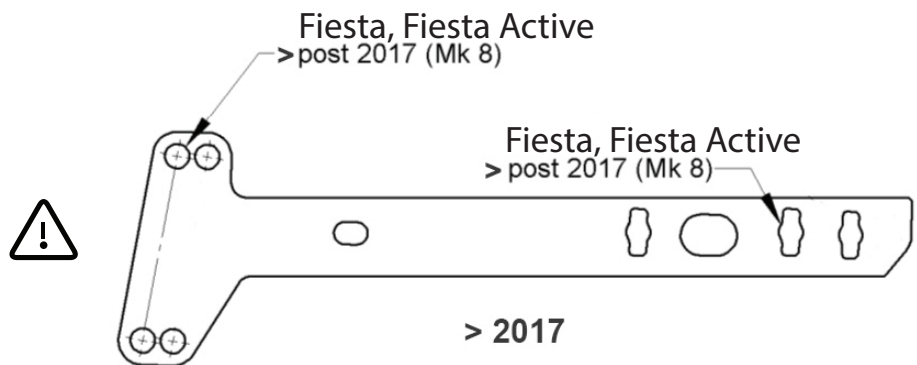 Fiesta, Fiesta Active
>post 2017 (Mk 8)
Fiesta, Fiesta Active
> post 2017 (Mk 8)
!
> 2017